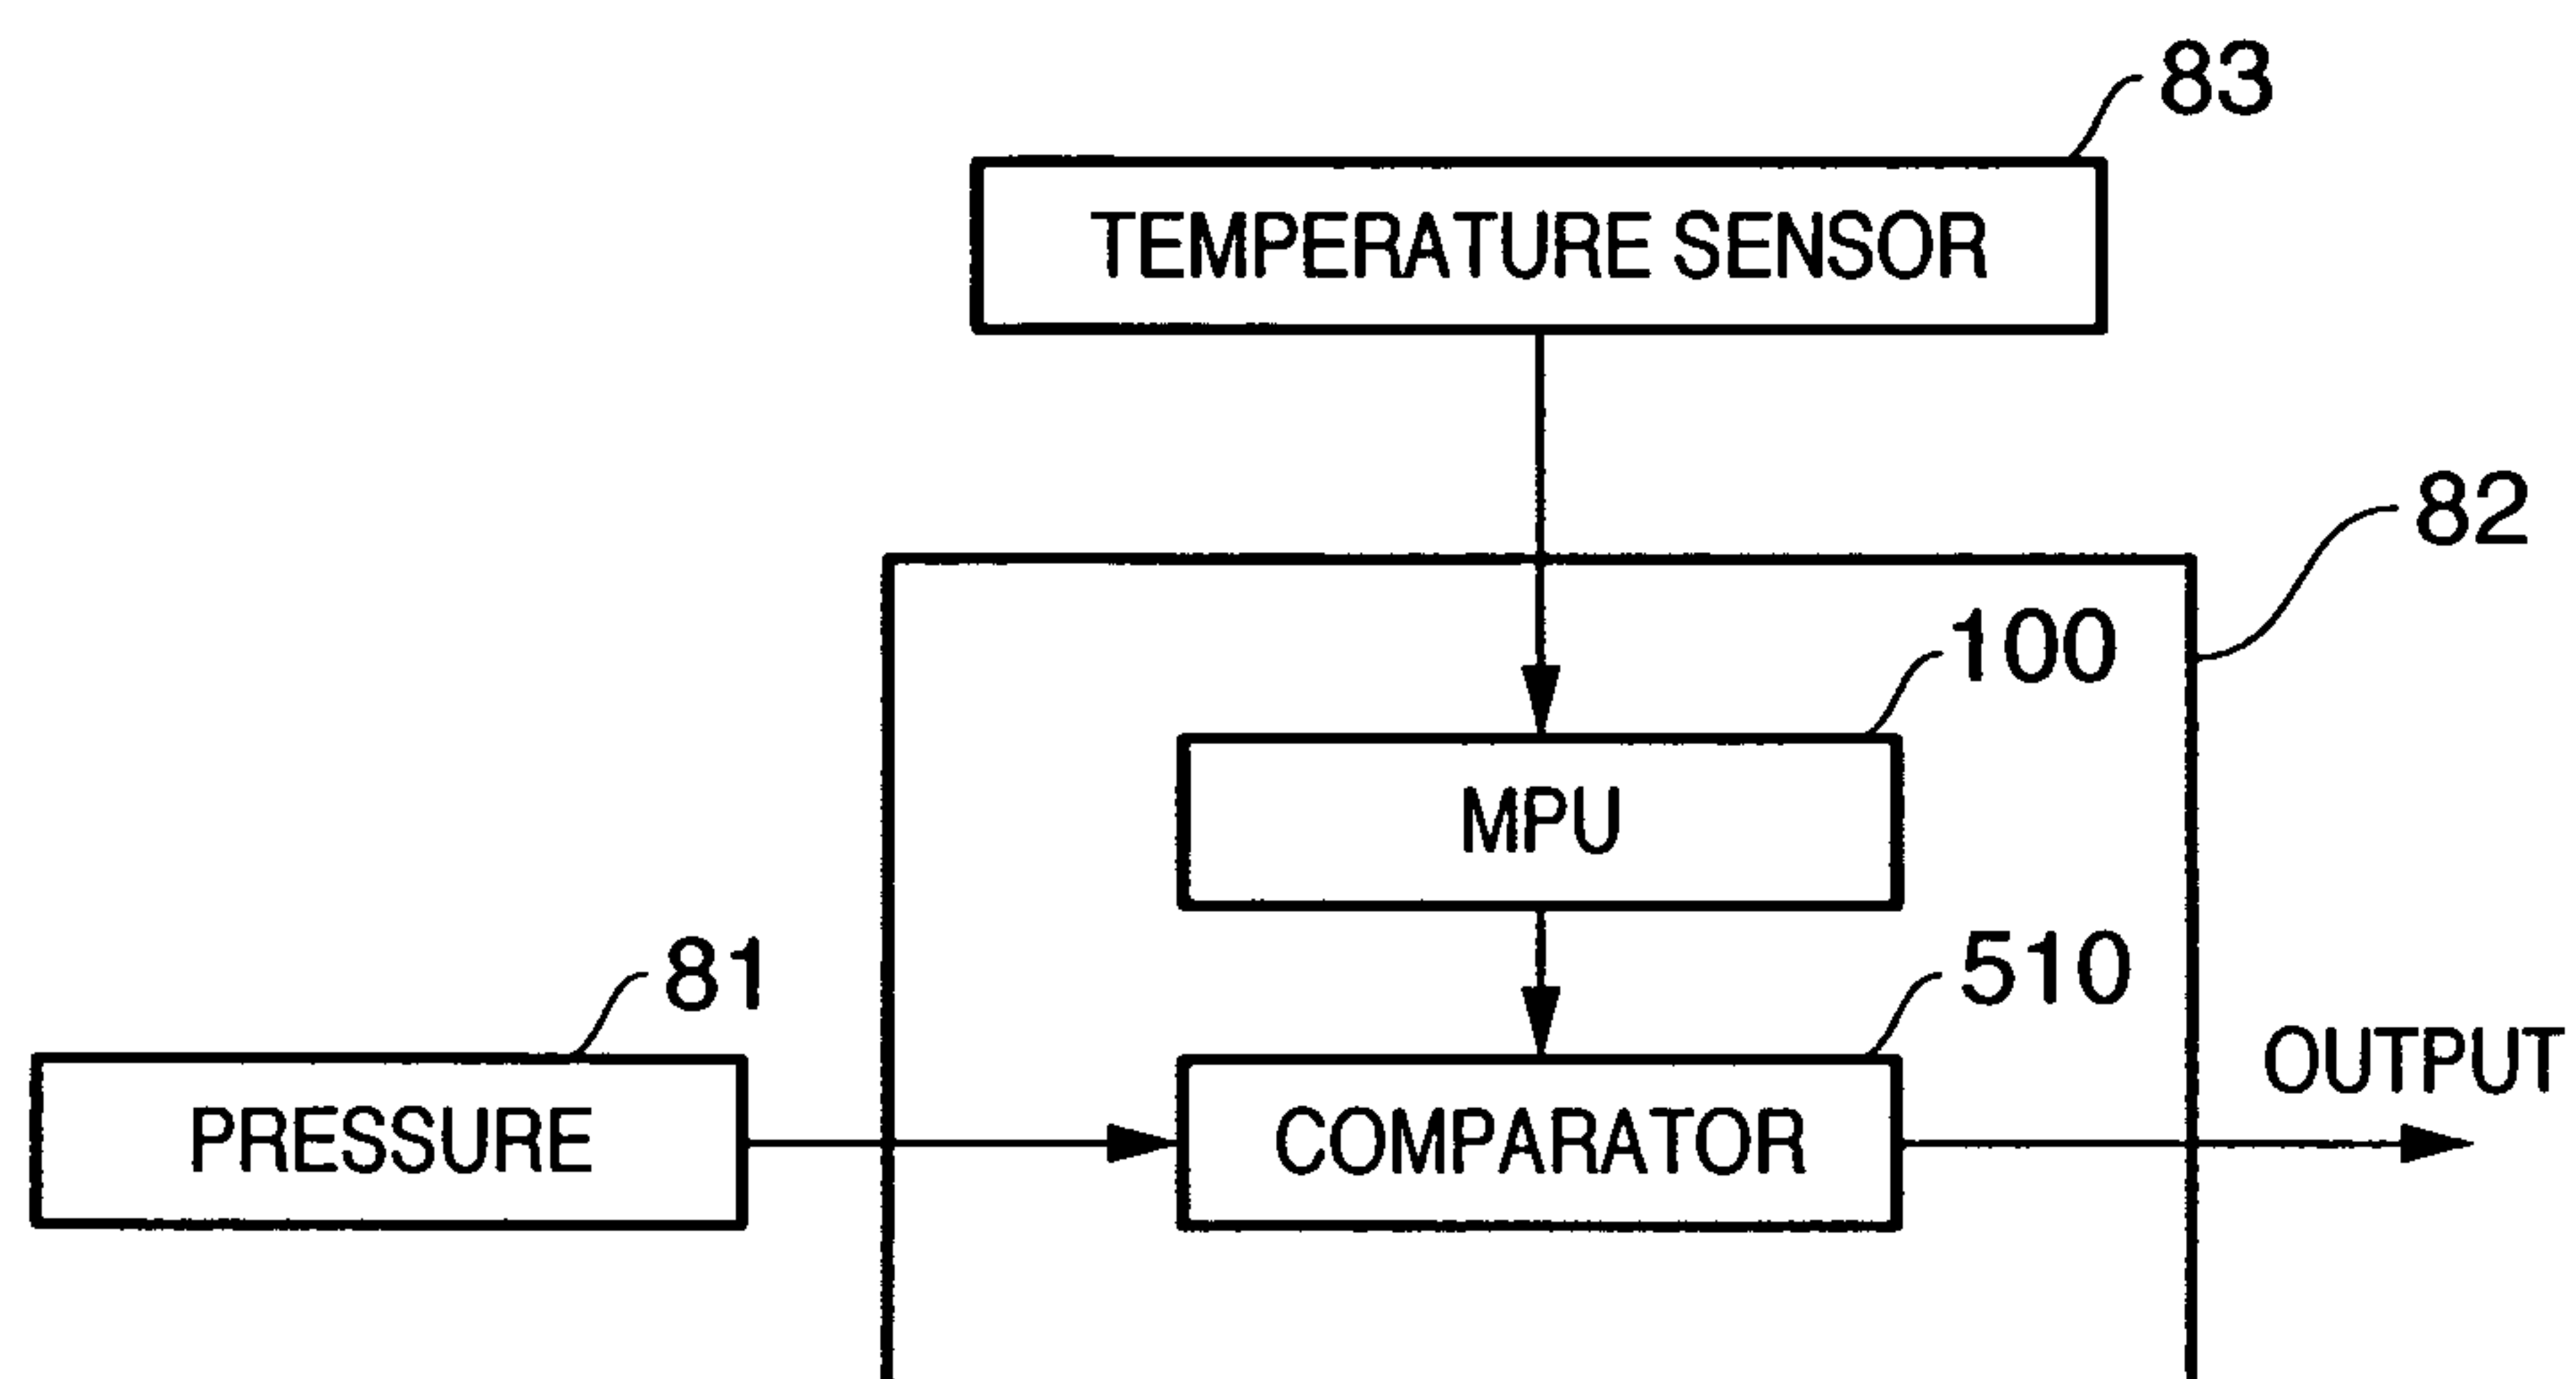 83
TEMPERATURE SENSOR
82
100
MPU
81
510
OUTPUT
PRESSURE
COMPARATOR